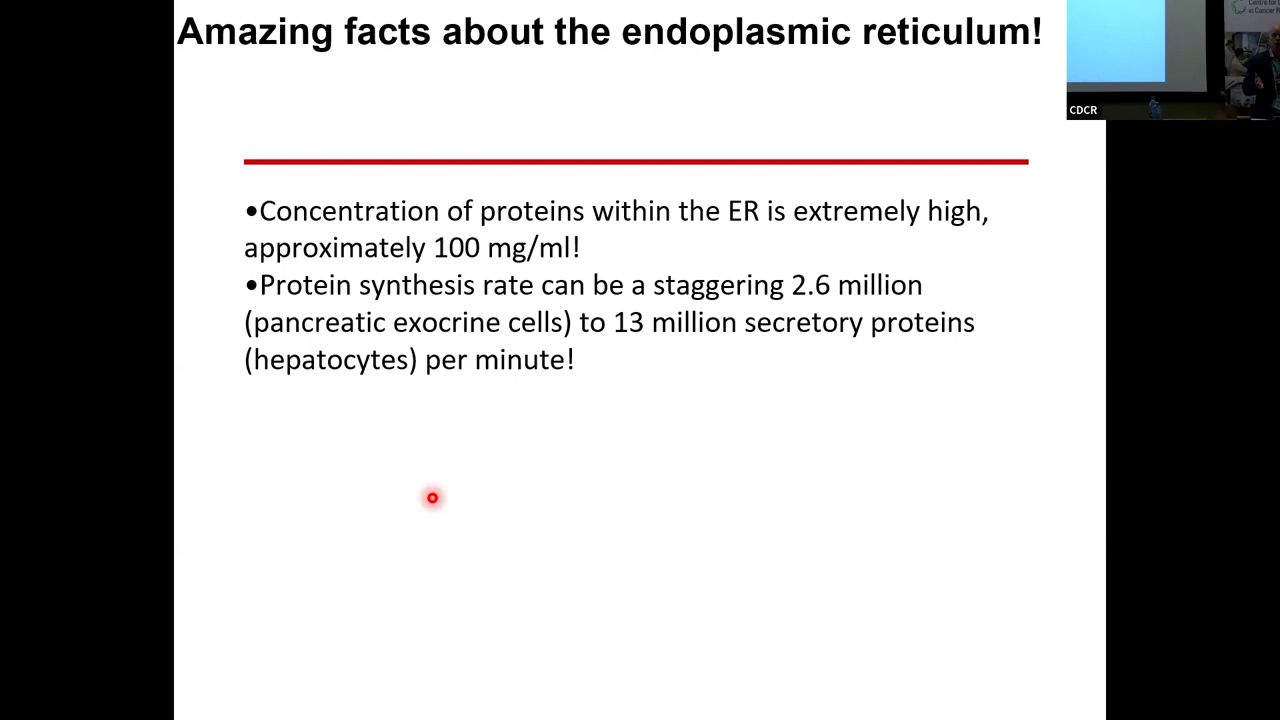 Amazing facts about the endoplasmic reticulum!
•Concentration of proteins within the ER is extremely high,
approximately 100 mg/ml!
•Protein synthesis rate can be a staggering 2.6 million
(pancreatic exocrine cells) to 13 million secretory proteins
(hepatocytes) per minute!
Centre for
CDCR